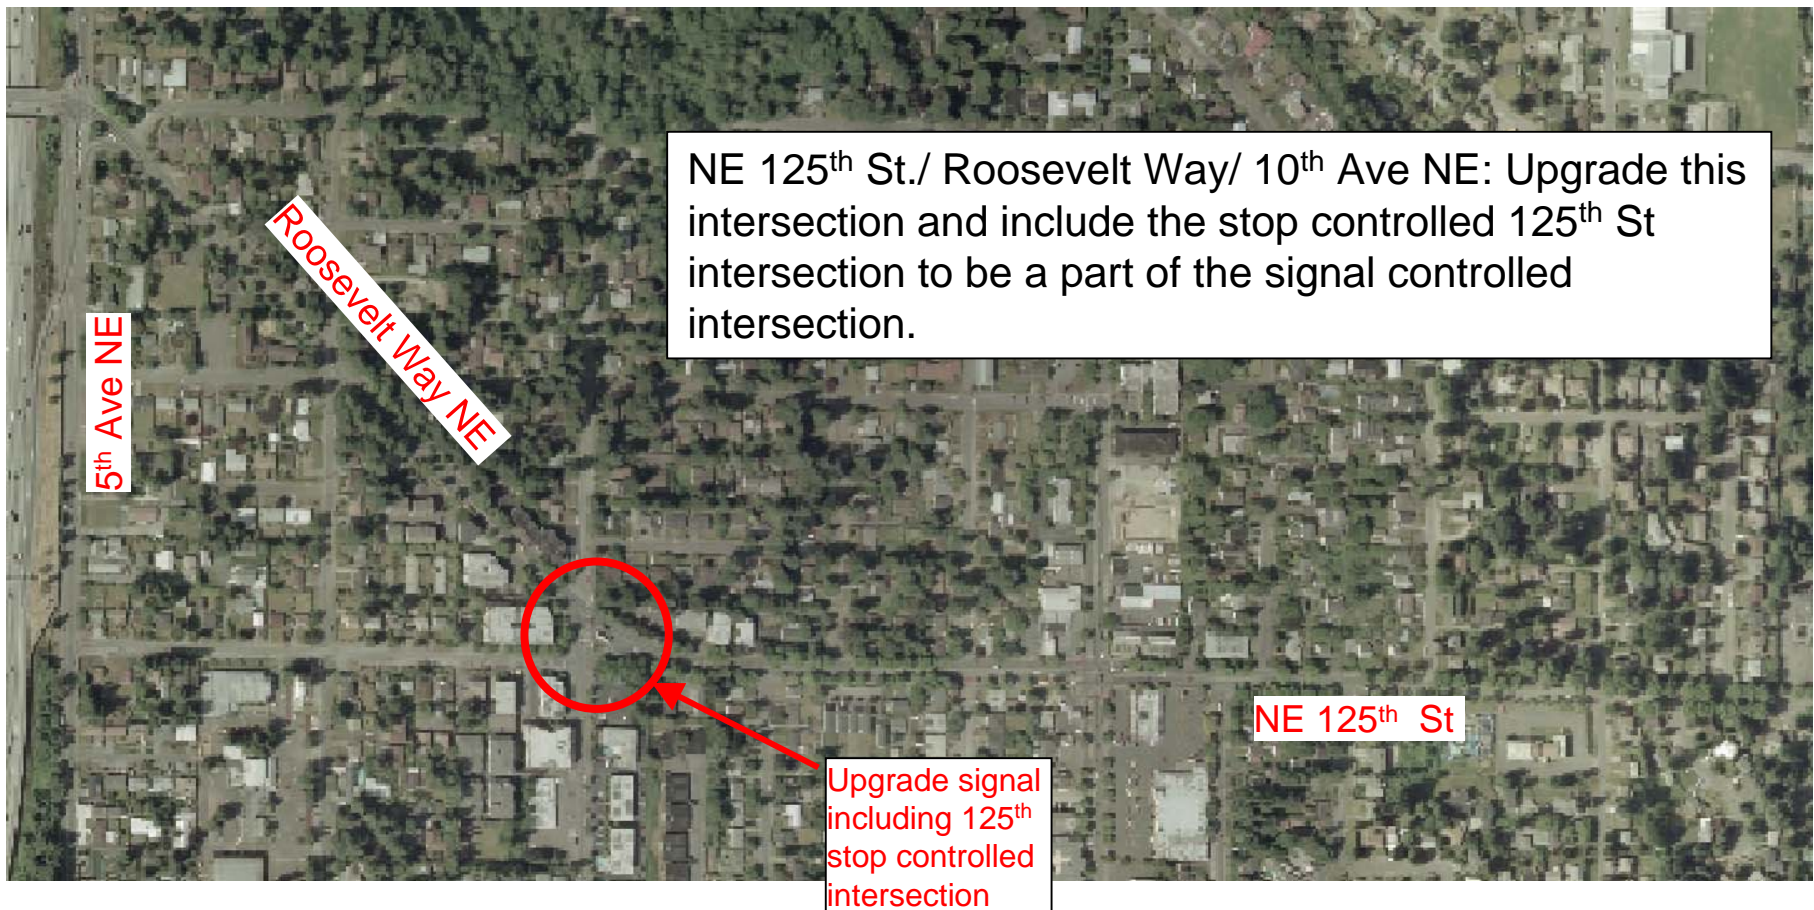 NE 125th St./ Roosevelt Way/ 10th Ave NE: Upgrade this
intersection and include the stop controlled 125th St
intersection to be a part of the signal controlled
intersection.
Roosevelt Way NE
5th Ave NE
NE 125th St
Upgrade signal
including 125th
stop controlled
intersection